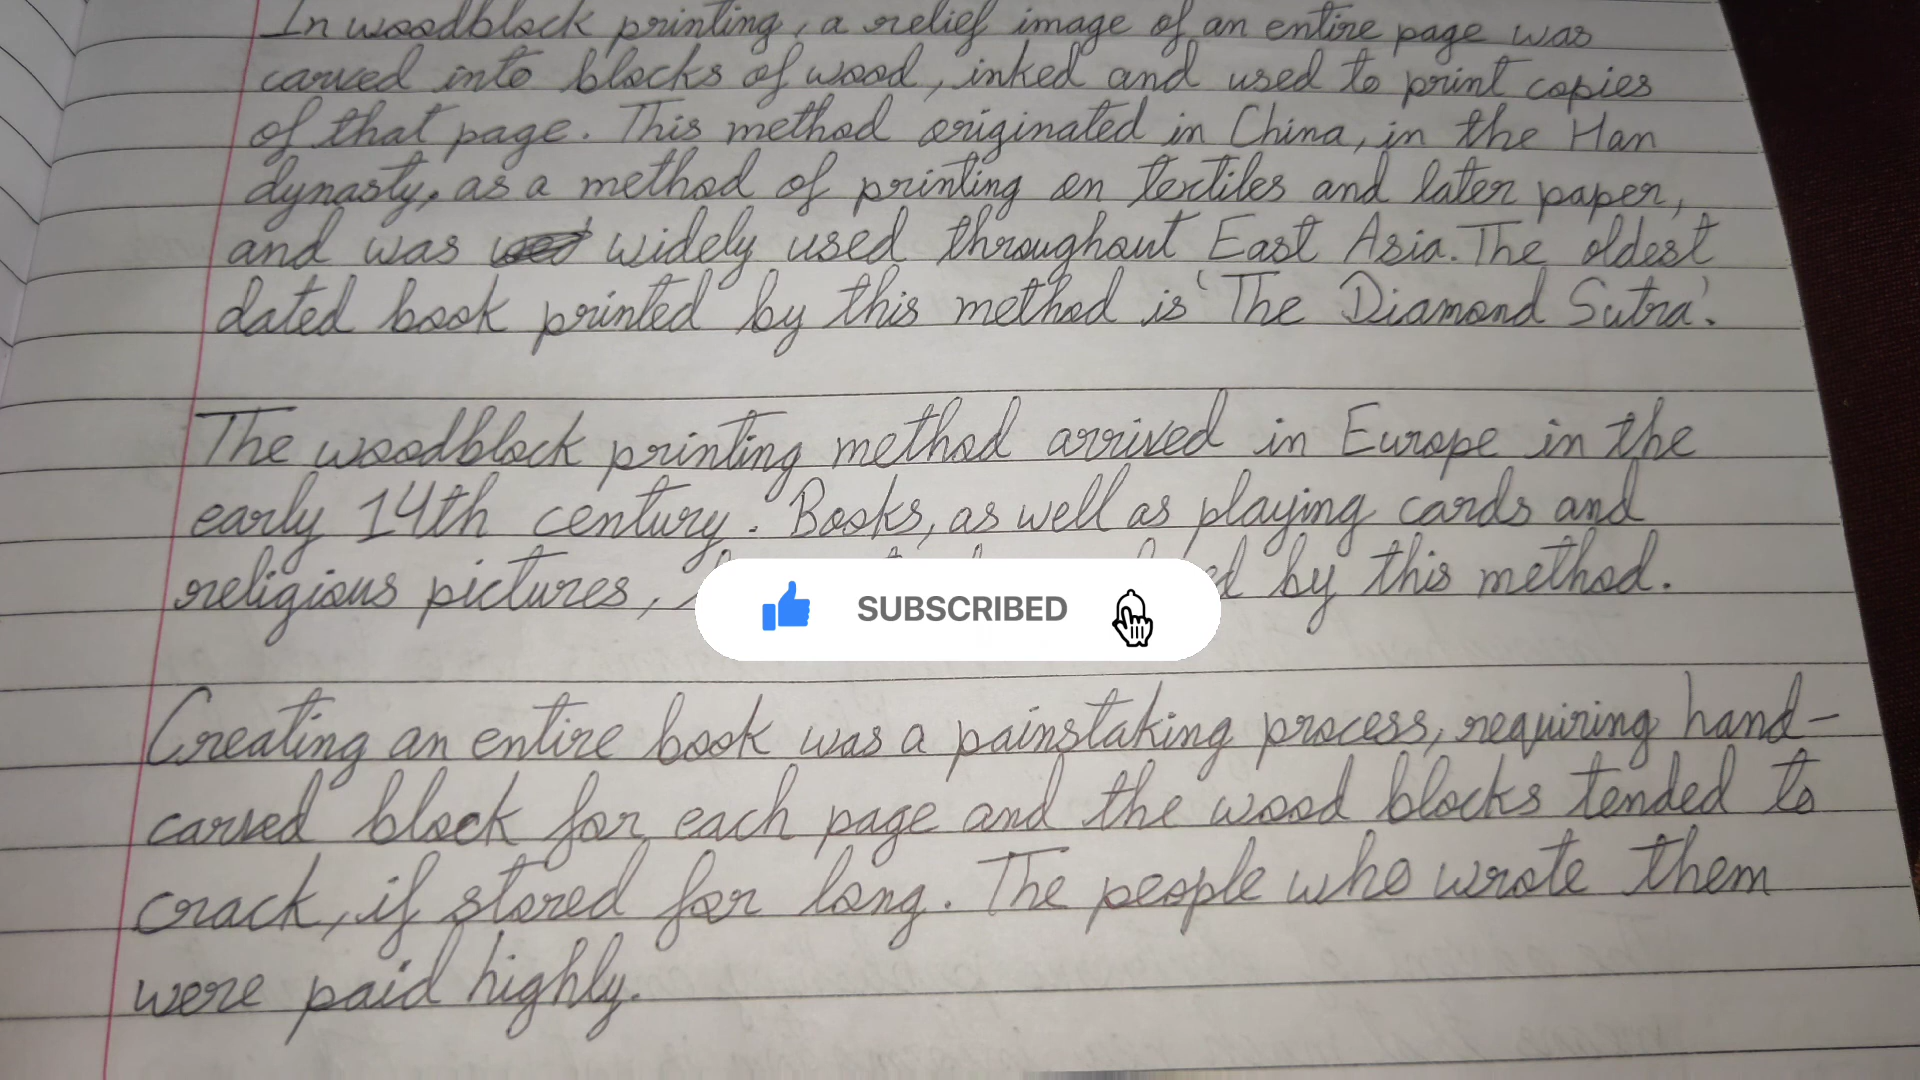 In woodblock printing, a relief image of an entire page was
carved into blocks of wood, inked and used to print copies
of that page. This method originated in China, in the Han
dynasty, as a method of printing on textiles and later paper,
and was widely used throughout East Asia. The oldest
dated book printed by this method is 'The Diamond Sutra'.
The woodblock printing method arrived in Europe in the
early 14th century. Books, as well as playing cards and
religious pictures, by this method.
SUBSCRIBED
Creating an entire book was a painstaking process, requiring hand-
carved block for each page and the wood blocks tended to
crack, if stored for long. The people who wrote them
were paid highly.